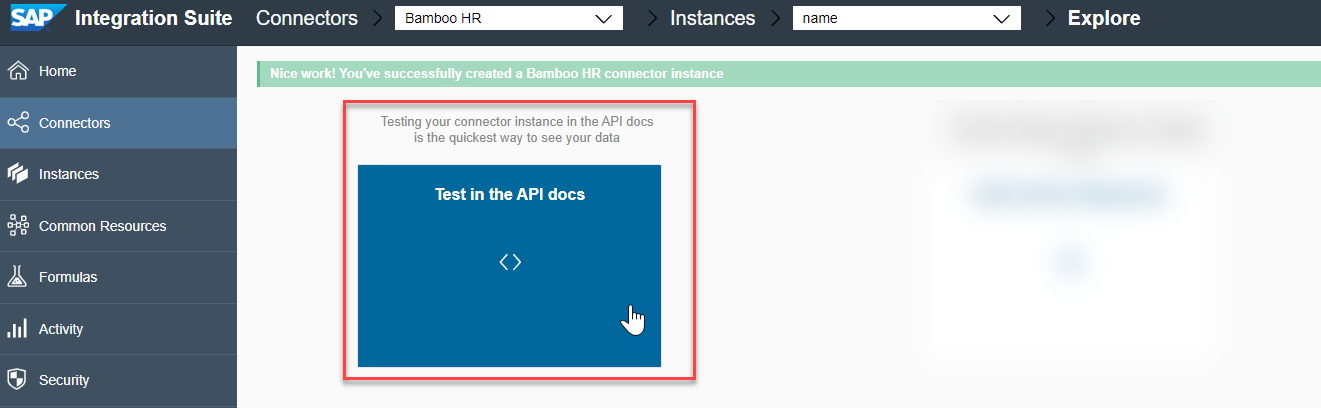 SAP Integration Suite Connectors Bamboo HR Instances name Explore
Home
Connectors
Instances
Common Resources
Formulas
Activity
Security
Nice work! You've successfully created a Bamboo HR connector instance
Testing your connector instance in the API docs
is the quickest way to see your data
Test in the API docs